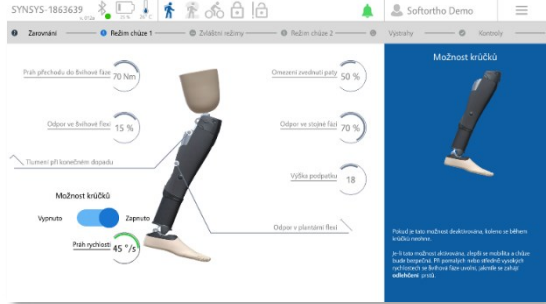 SYNSYS-1863639
Softortho Demo
Zarovnání
Režim chůze 1
Zvláštní režimy
Režim chůze 2
Výstrahy
Kontroly
Práh přechodu do švihové fáze
70 Nm
Omezení zvednutí paty
50 %
Odpor ve švihové flexi
15 %
Odpor ve stojné fázi
70 %
Tlumení při konečném dopadu
Výška podpatku
18
Možnost krůčků
Vypnuto
Zapnuto
Odpor v plantární flexi
Práh rychlosti
45 °/s
Možnost krůčků
Pokud je tato možnost deaktivována, koleno se během
krůčků neohne.
Je-li tato možnost aktivována, zlepší se mobilita a chůze
bude bezpečná. Při pomalých nebo středně vysokých
rychlostech se švihová fáze uvolní, jakmile se zahájí
odlehčení prstů.